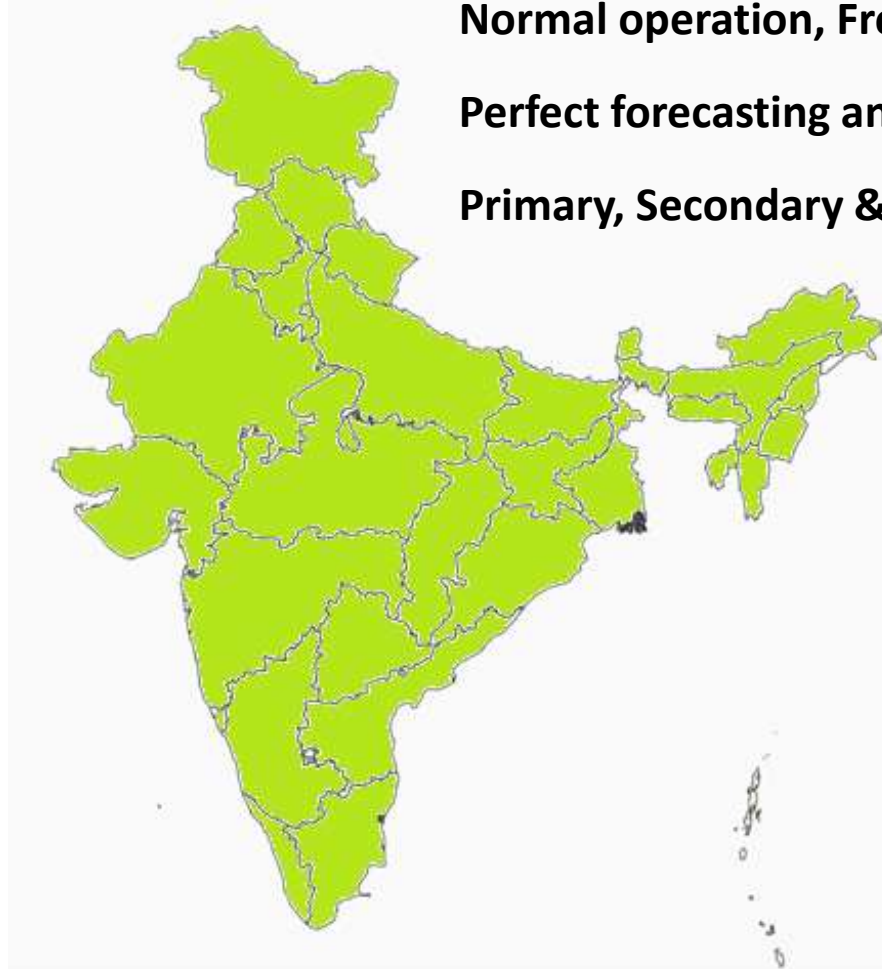 Normal operation, Fre
Perfect forecasting an
Primary, Secondary &